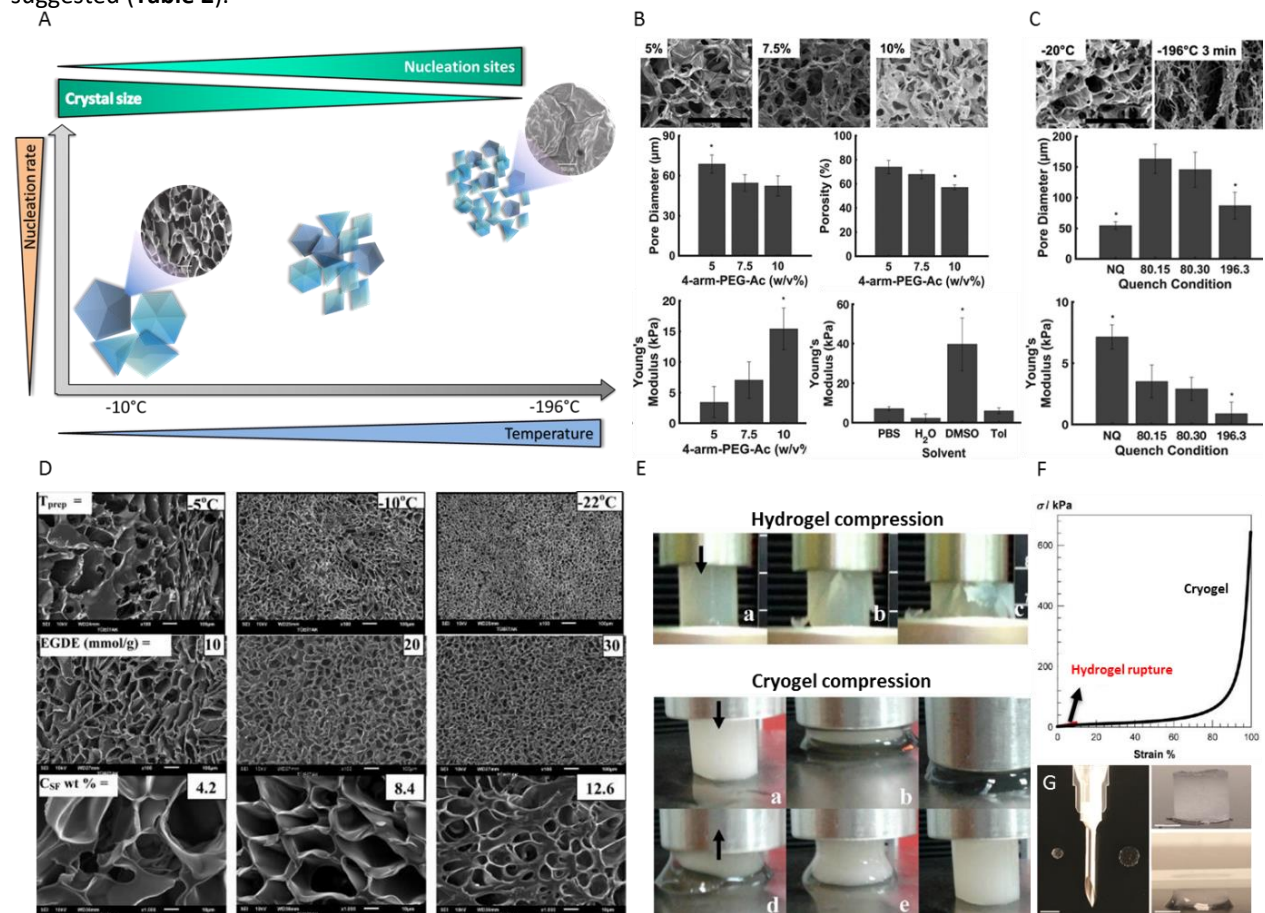 suggested (Table 2).
A
Nucleation sites
Crystal size
Nucleation rate
-10°C
-196°C
Temperature
B
5%
7.5%
10%
Pore Diameter (µm)
90
60
30
0
5 7.5 10
4-arm-PEG-Ac (w/v%)
*
Porosity (%)
100
80
60
40
20
0
5 7.5 10
4-arm-PEG-Ac (w/v%)
*
Young's
Modulus (kPa)
20
15
10
5
0
5 7.5 10
4-arm-PEG-Ac (w/v%
*
Young's
Modulus (kPa)
60
40
20
0
PBS H₂O DMSO Tol
Solvent
*
C
-20°C
-196°C 3 min
Pore Diameter (µm)
200
150
100
50
0
NQ 80.15 80.30 196.3
Quench Condition
* *
Young's
Modulus (kPa)
10
5
0
NQ 80.15 80.30 196.3
Quench Condition
* *
D
Tprep = -5°C
-10°C
-22°C
EGDE (mmol/g) = 10
20
30
CSF wt % = 4.2
8.4
12.6
E
Hydrogel compression
a
b
c
Cryogel compression
a
b
d
e
F
σ / kPa
600
400
200
0
0 20 40 60 80 100
Strain %
Cryogel
Hydrogel rupture
G